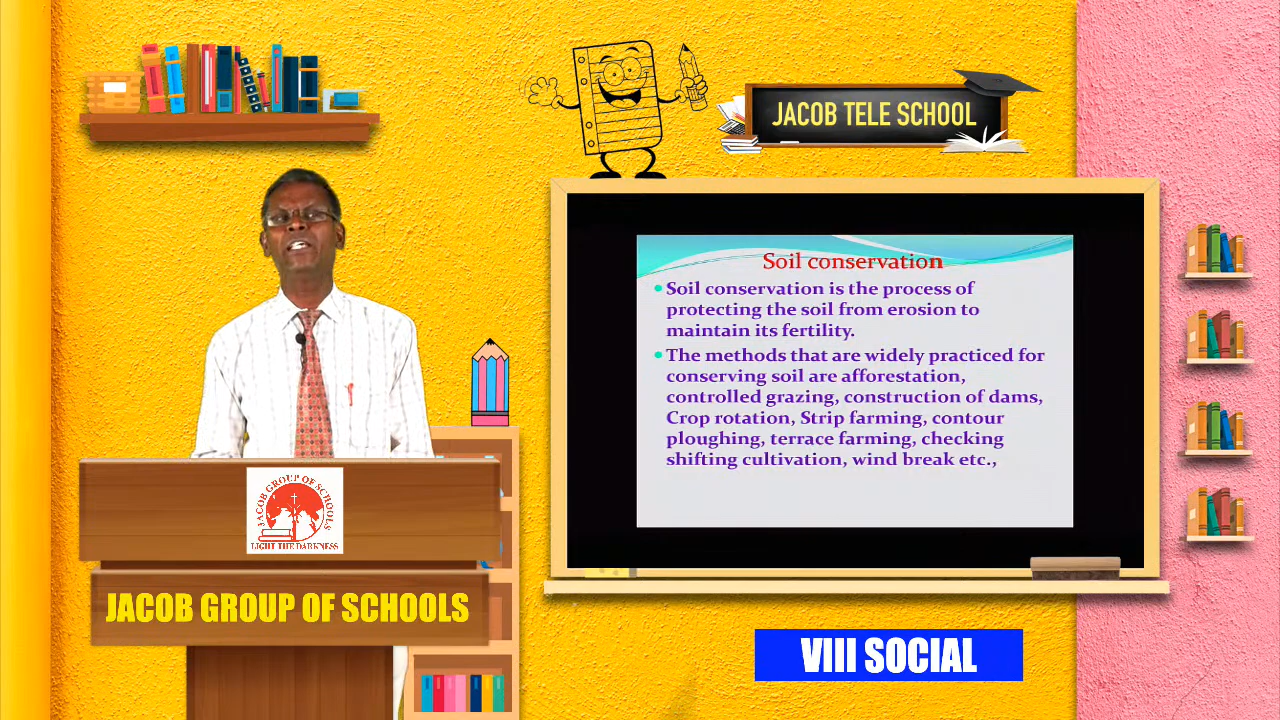 JACOB TELE SCHOOL
Soil conservation
Soil conservation is the process of
protecting the soil from erosion to
maintain its fertility.
The methods that are widely practiced for
conserving soil are afforestation,
controlled grazing, construction of dams,
Crop rotation, Strip farming, contour
ploughing, terrace farming, checking
shifting cultivation, wind break etc.,
JACOB GROUP OF SCHOOLS
LIGHT THE DARKNESS
JACOB GROUP OF SCHOOLS
VIII SOCIAL